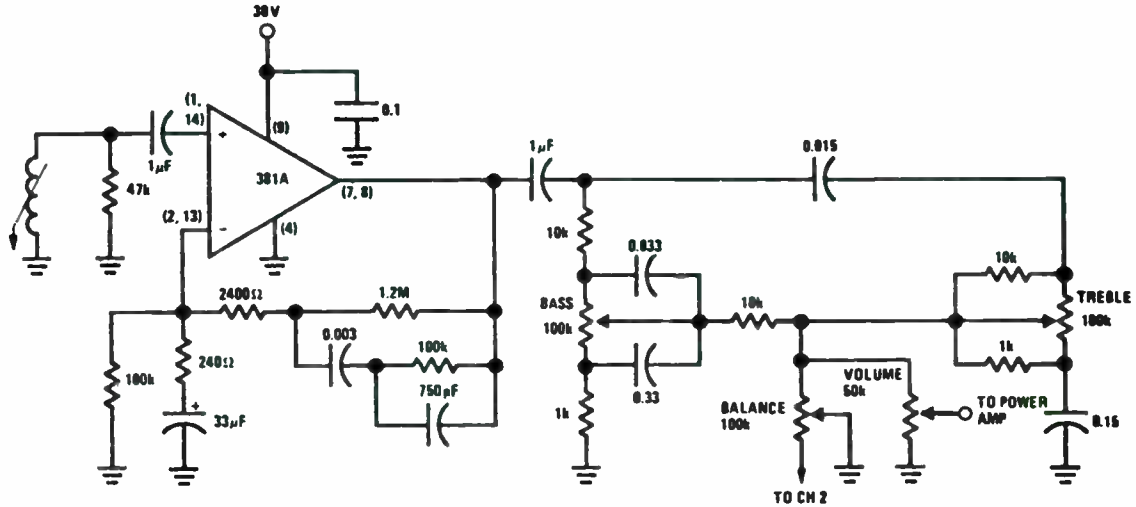 30V
(1,
14)
+
(9)
0.1
1μF
381A
(7, 8)
47k
(2, 13)
-
(4)
1μF
0.015
10k
0.033
10k
TREBLE
100k
2400Ω
1.2M
BASS
100k
10k
0.003
100k
1k
240Ω
750pF
0.33
VOLUME
50k
180k
+
33μF
1k
BALANCE
100k
TO POWER
AMP
0.15
TO CH 2